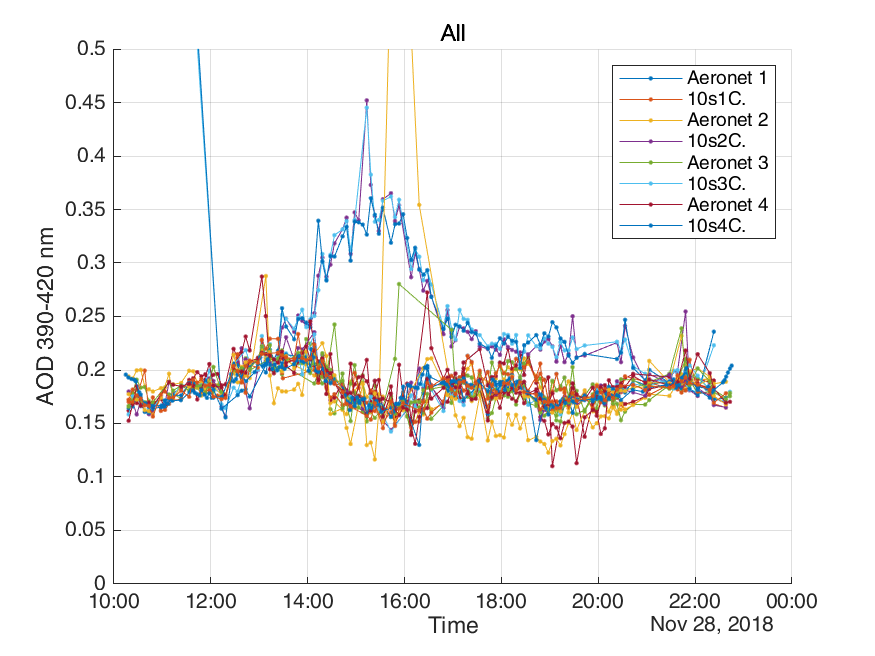 All
0.5
0.45
0.4
0.35
0.3
0.25
0.2
0.15
0.1
0.05
0
AOD 390-420 nm
Aeronet 1
10s1C.
Aeronet 2
10s2C.
Aeronet 3
10s3C.
Aeronet 4
10s4C.
10:00 12:00 14:00 16:00 18:00 20:00 22:00 00:00
Time
Nov 28, 2018